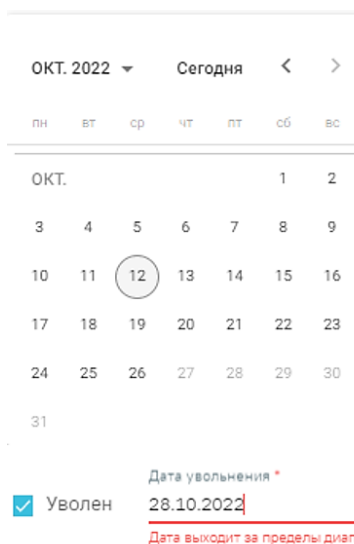 ОКТ. 2022 Сегодня
пн вт ср чт пт сб вс
ОКТ. 1 2
3 4 5 6 7 8 9
10 11 12 13 14 15 16
17 18 19 20 21 22 23
24 25 26 27 28 29 30
31
Дата увольнения *
Уволен 28.10.2022
Дата выходит за пределы диап